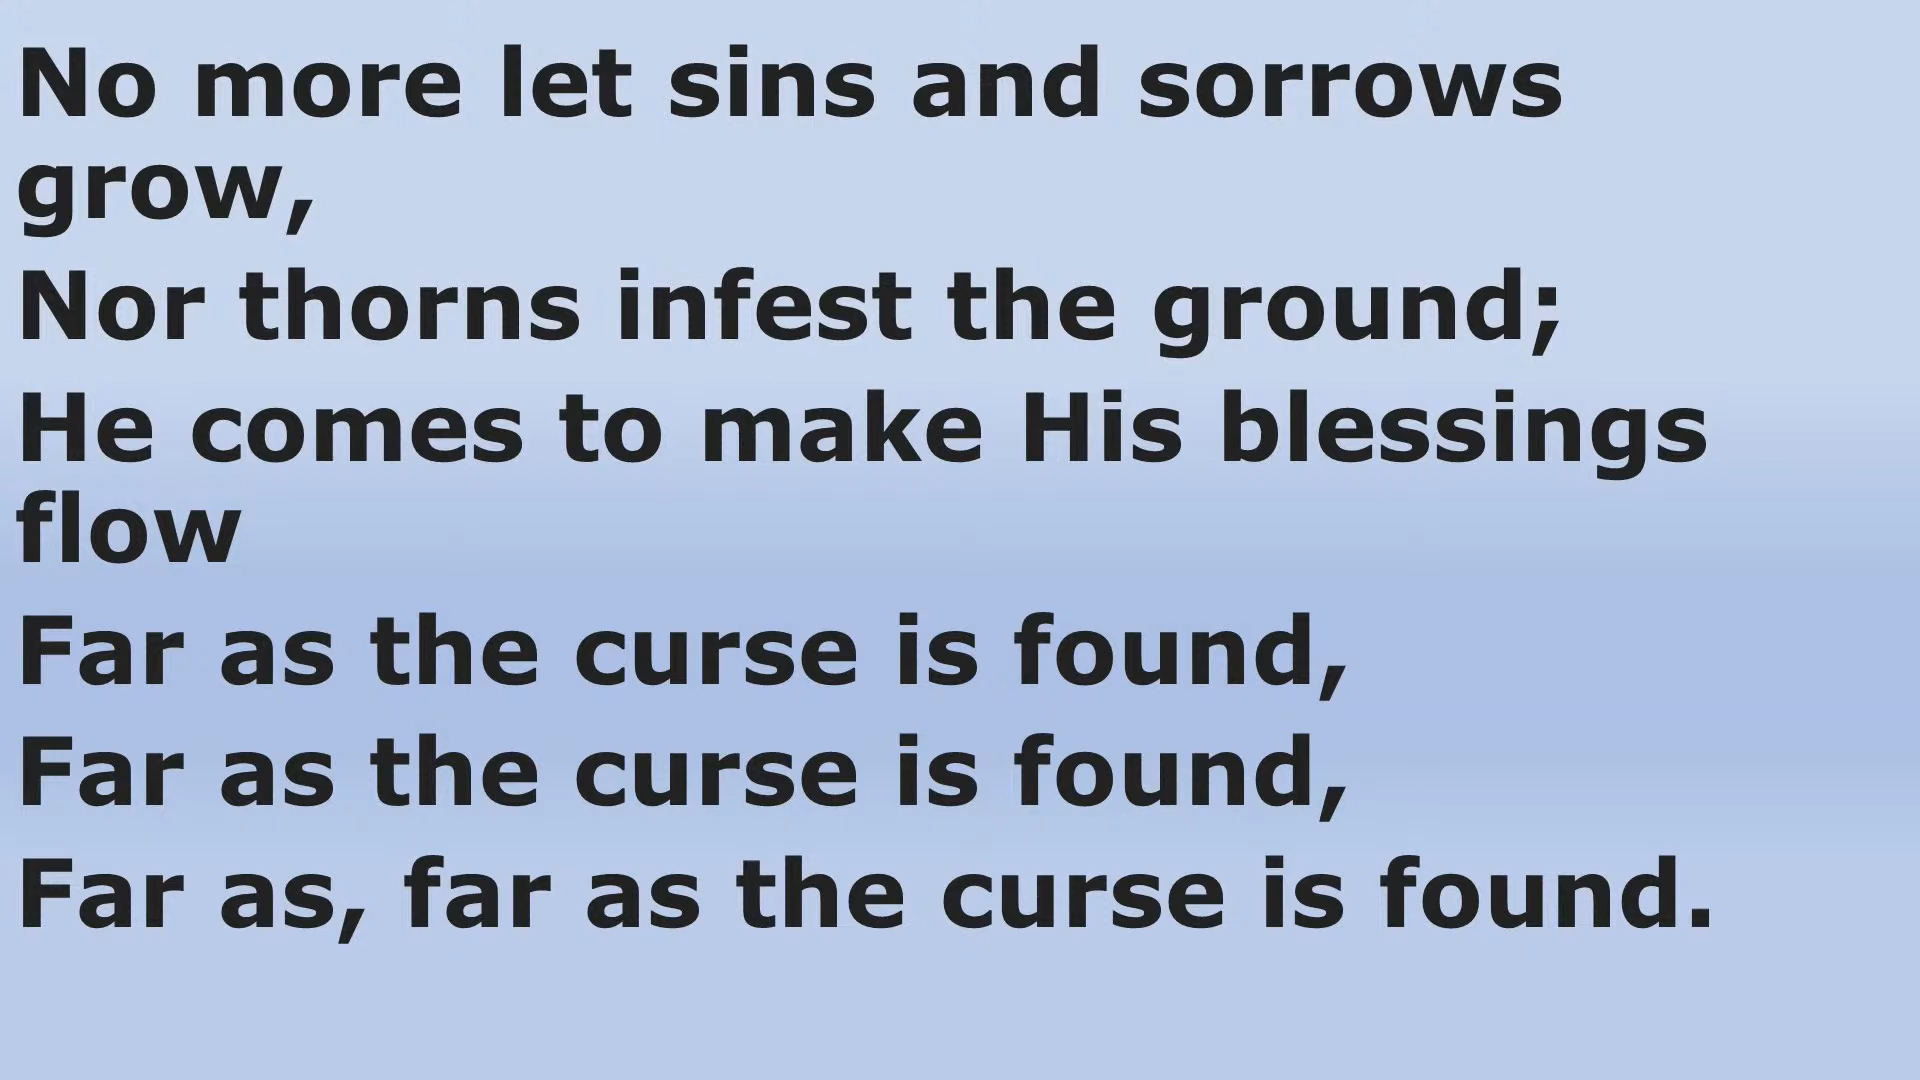 No more let sins and sorrows
grow,
Nor thorns infest the ground;
He comes to make His blessings
flow
Far as the curse is found,
Far as the curse is found,
Far as, far as the curse is found.